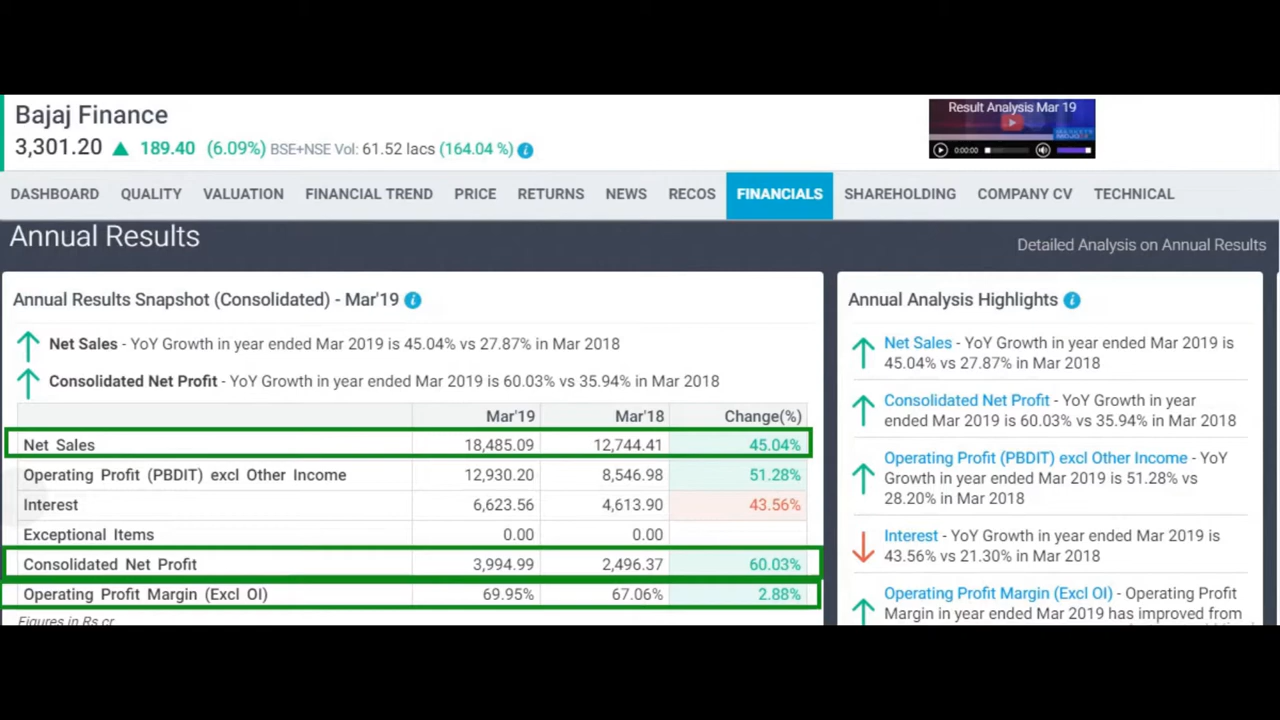 Bajaj Finance
3,301.20 ▲ 189.40 (6.09%) BSE+NSE Vol: 61.52 lacs (164.04 %)
Result Analysis Mar 19
0:00:00
DASHBOARD QUALITY VALUATION FINANCIAL TREND PRICE RETURNS NEWS RECOS FINANCIALS SHAREHOLDING COMPANY CV TECHNICAL
Annual Results
Detailed Analysis on Annual Results
Annual Results Snapshot (Consolidated) - Mar'19
Net Sales - YoY Growth in year ended Mar 2019 is 45.04% vs 27.87% in Mar 2018
Consolidated Net Profit - YoY Growth in year ended Mar 2019 is 60.03% vs 35.94% in Mar 2018
Mar'19 Mar'18 Change(%)
Net Sales 18,485.09 12,744.41 45.04%
Operating Profit (PBDIT) excl Other Income 12,930.20 8,546.98 51.28%
Interest 6,623.56 4,613.90 43.56%
Exceptional Items 0.00 0.00
Consolidated Net Profit 3,994.99 2,496.37 60.03%
Operating Profit Margin (Excl OI) 69.95% 67.06% 2.88%
Figures in Rs cr
Annual Analysis Highlights
Net Sales - YoY Growth in year ended Mar 2019 is
45.04% vs 27.87% in Mar 2018
Consolidated Net Profit - YoY Growth in year
ended Mar 2019 is 60.03% vs 35.94% in Mar 2018
Operating Profit (PBDIT) excl Other Income - YoY
Growth in year ended Mar 2019 is 51.28% vs
28.20% in Mar 2018
Interest - YoY Growth in year ended Mar 2019 is
43.56% vs 21.30% in Mar 2018
Operating Profit Margin (Excl OI) - Operating Profit
Margin in year ended Mar 2019 has improved from